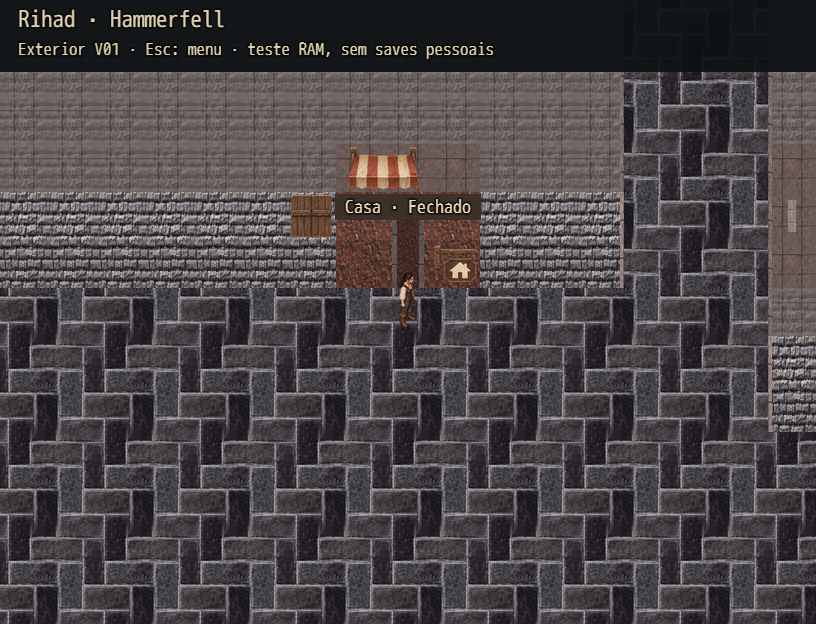 Rihad · Hammerfell
Exterior V01 · Esc: menu · teste RAM, sem saves pessoais
Casa · Fechado